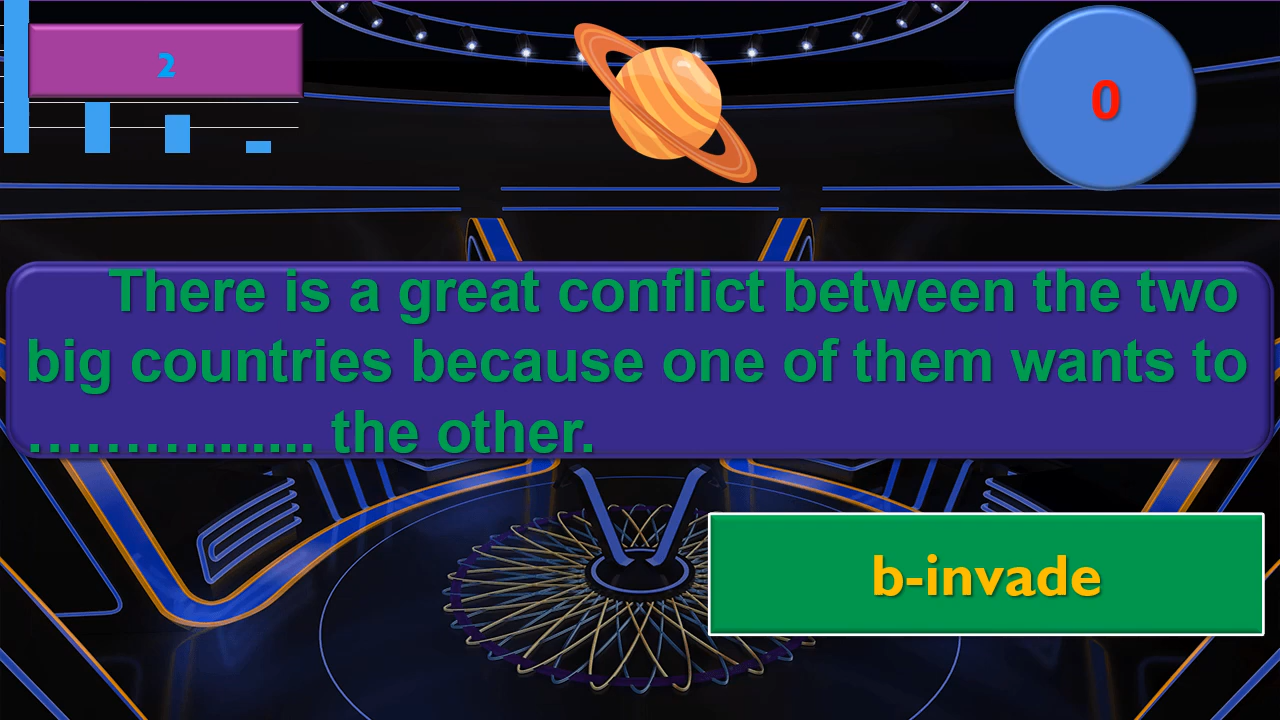 2
0
There is a great conflict between the two
big countries because one of them wants to
………....... the other.
b-invade